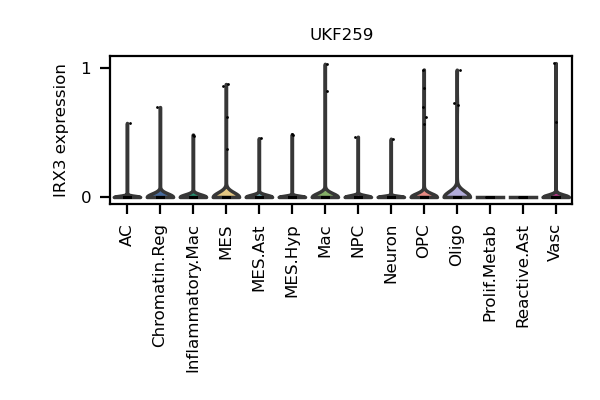 UKF259
IRX3 expression
1
0
AC
Chromatin.Reg
Inflammatory.Mac
MES
MES.Ast
MES.Hyp
Mac
NPC
Neuron
OPC
Oligo
Prolif.Metab
Reactive.Ast
Vasc